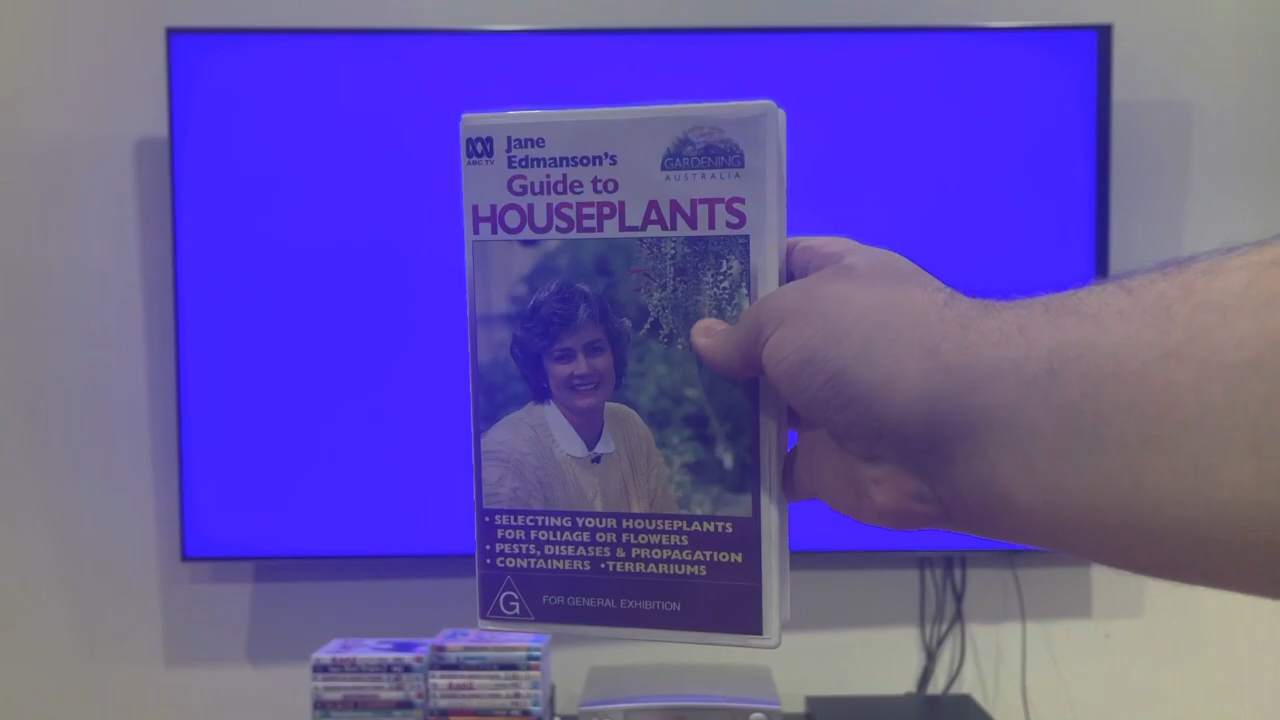 ABC TV
Jane
Edmanson's
Guide to
HOUSEPLANTS
GARDENING
AUSTRALIA
• SELECTING YOUR HOUSEPLANTS
FOR FOLIAGE OR FLOWERS
• PESTS, DISEASES & PROPAGATION
• CONTAINERS • TERRARIUMS
G
FOR GENERAL EXHIBITION